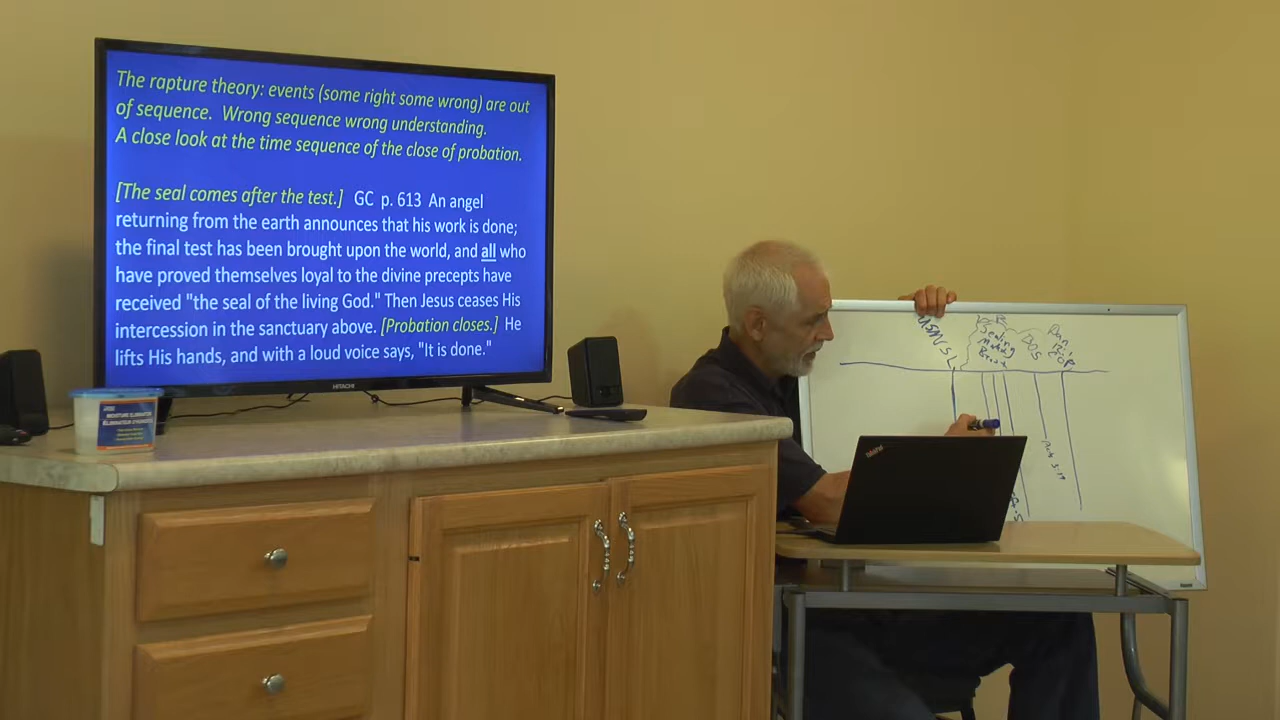 The rapture theory: events (some right some wrong) are out
of sequence.  Wrong sequence wrong understanding.
A close look at the time sequence of the close of probation.
[The seal comes after the test.]  GC p. 613 An angel
returning from the earth announces that his work is done;
the final test has been brought upon the world, and all who
have proved themselves loyal to the divine precepts have
received "the seal of the living God." Then Jesus ceases His
intercession in the sanctuary above. [Probation closes.] He
lifts His hands, and with a loud voice says, "It is done."
HITACHI
MOISTURE ELIMINATOR
ThinkPad
NSL
Sealing